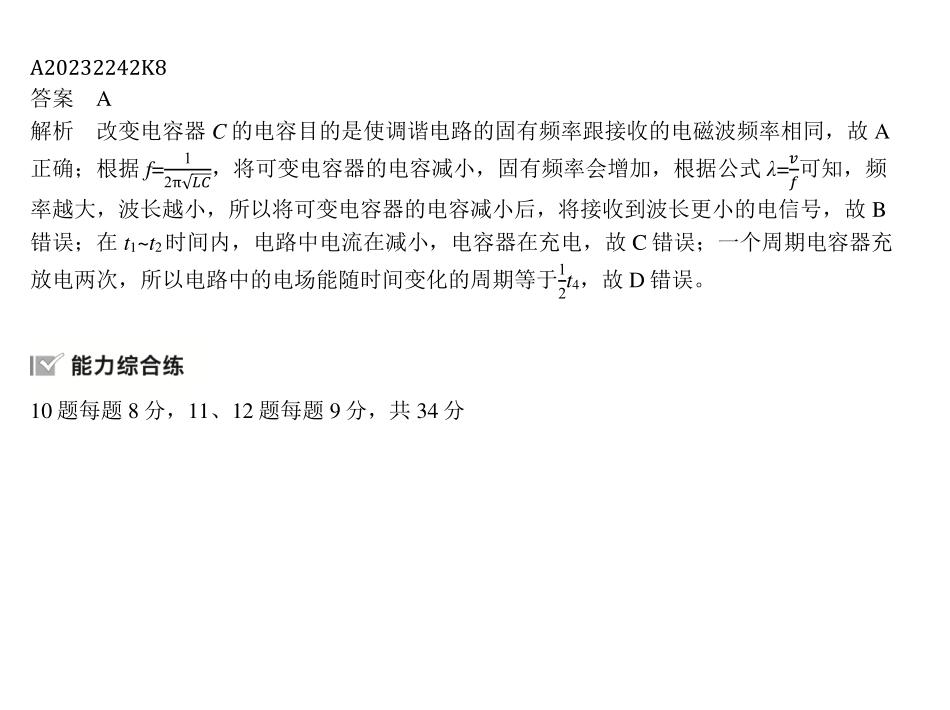 A20232242K8
答案　A
解析　改变电容器 C 的电容目的是使调谐电路的固有频率跟接收的电磁波频率相同，故 A
正确；根据 f=\frac{1}{2π\sqrt{LC}}，将可变电容器的电容减小，固有频率会增加，根据公式 λ=\frac{v}{f}可知，频
率越大，波长越小，所以将可变电容器的电容减小后，将接收到波长更小的电信号，故 B
错误；在 t₁~t₂时间内，电路中电流在减小，电容器在充电，故 C 错误；一个周期电容器充
放电两次，所以电路中的电场能随时间变化的周期等于\frac{1}{2}t₄，故 D 错误。
能力综合练
10 题每题 8 分，11、12 题每题 9 分，共 34 分